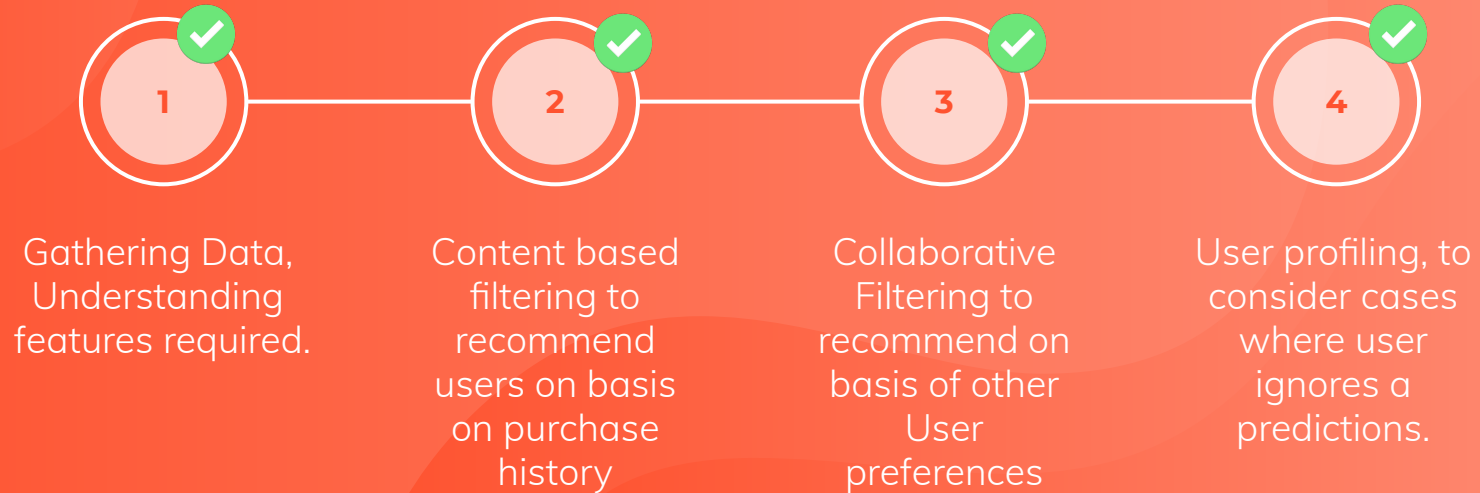 1
2
3
4
Gathering Data,
Understanding
features required.
Content based
filtering to
recommend
users on basis
on purchase
history
Collaborative
Filtering to
recommend on
basis of other
User
preferences
User profiling, to
consider cases
where user
ignores a
predictions.